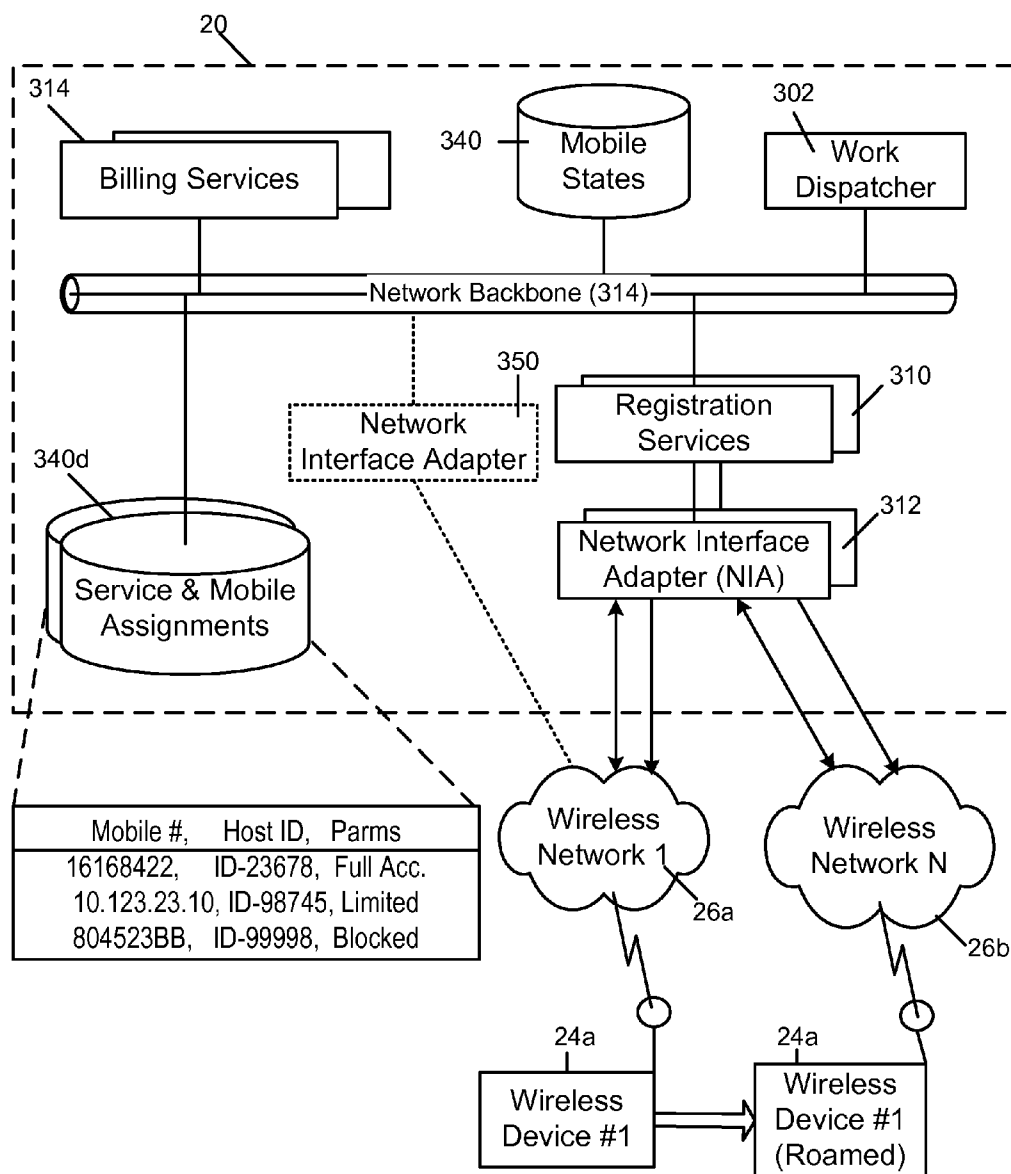 20
314
Billing Services
340
Mobile
States
302
Work
Dispatcher
Network Backbone (314)
350
Network
Interface Adapter
310
Registration
Services
340d
Service & Mobile
Assignments
312
Network Interface
Adapter (NIA)
Mobile #, Host ID, Parms
16168422, ID-23678, Full Acc.
10.123.23.10, ID-98745, Limited
804523BB, ID-99998, Blocked
Wireless
Network 1
26a
Wireless
Network N
26b
24a
Wireless
Device #1
24a
Wireless
Device #1
(Roamed)